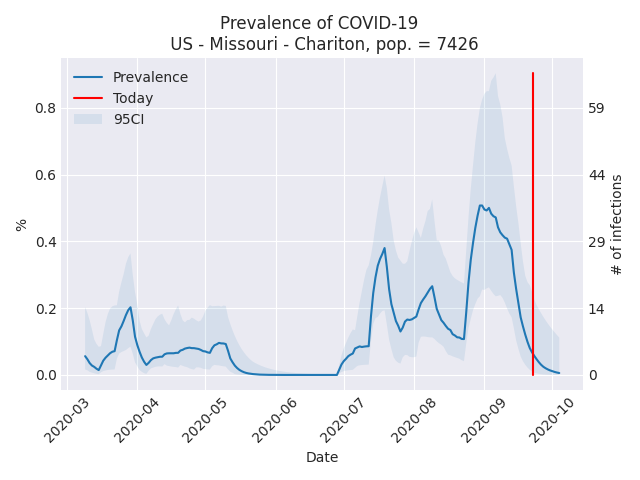 Prevalence of COVID-19
US - Missouri - Chariton, pop. = 7426
Prevalence
Today
95CI
0.8
0.6
0.4
0.2
0.0
%
59
44
29
14
0
# of infections
2020-03
2020-04
2020-05
2020-06
2020-07
2020-08
2020-09
2020-10
Date